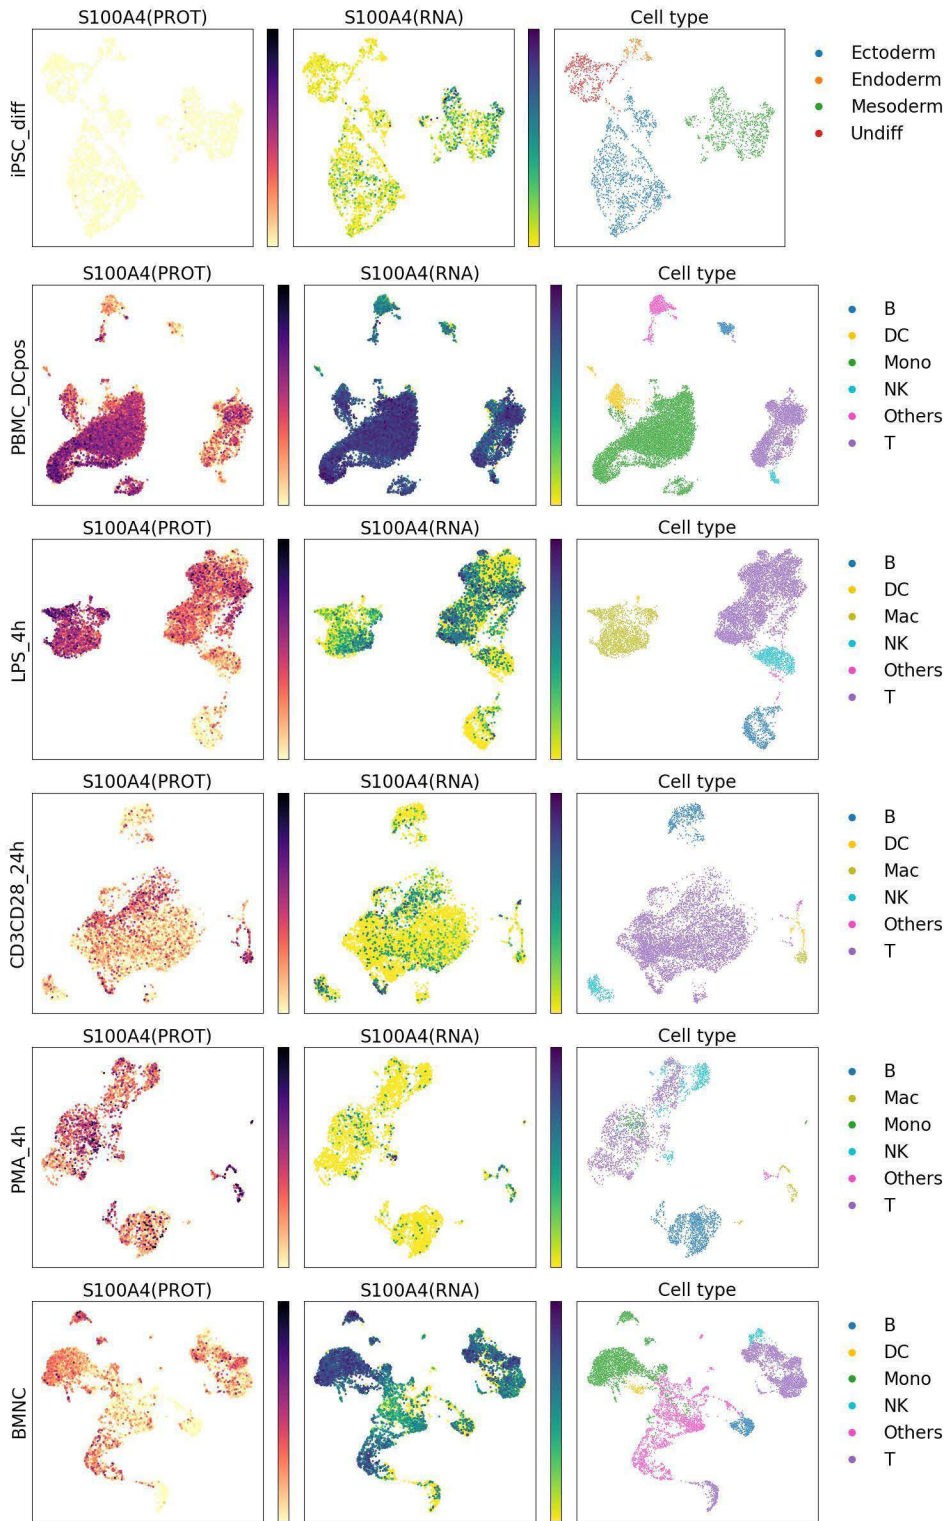 S100A4(PROT) S100A4(RNA) Cell type
iPSC_diff
Ectoderm
Endoderm
Mesoderm
Undiff
S100A4(PROT) S100A4(RNA) Cell type
PBMC_DCpos
B
DC
Mono
NK
Others
T
S100A4(PROT) S100A4(RNA) Cell type
LPS_4h
B
DC
Mac
NK
Others
T
S100A4(PROT) S100A4(RNA) Cell type
CD3CD28_24h
B
DC
Mac
NK
Others
T
S100A4(PROT) S100A4(RNA) Cell type
PMA_4h
B
Mac
Mono
NK
Others
T
S100A4(PROT) S100A4(RNA) Cell type
BMNC
B
DC
Mono
NK
Others
T